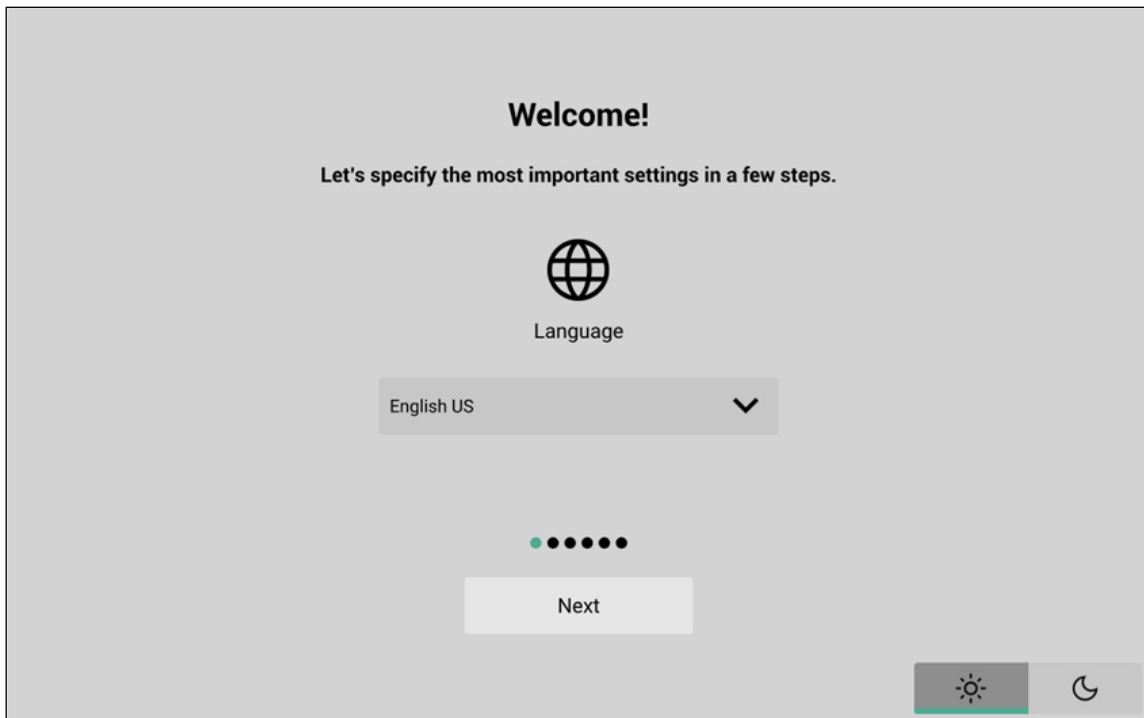 Welcome!
Let's specify the most important settings in a few steps.
Language
English US
Next